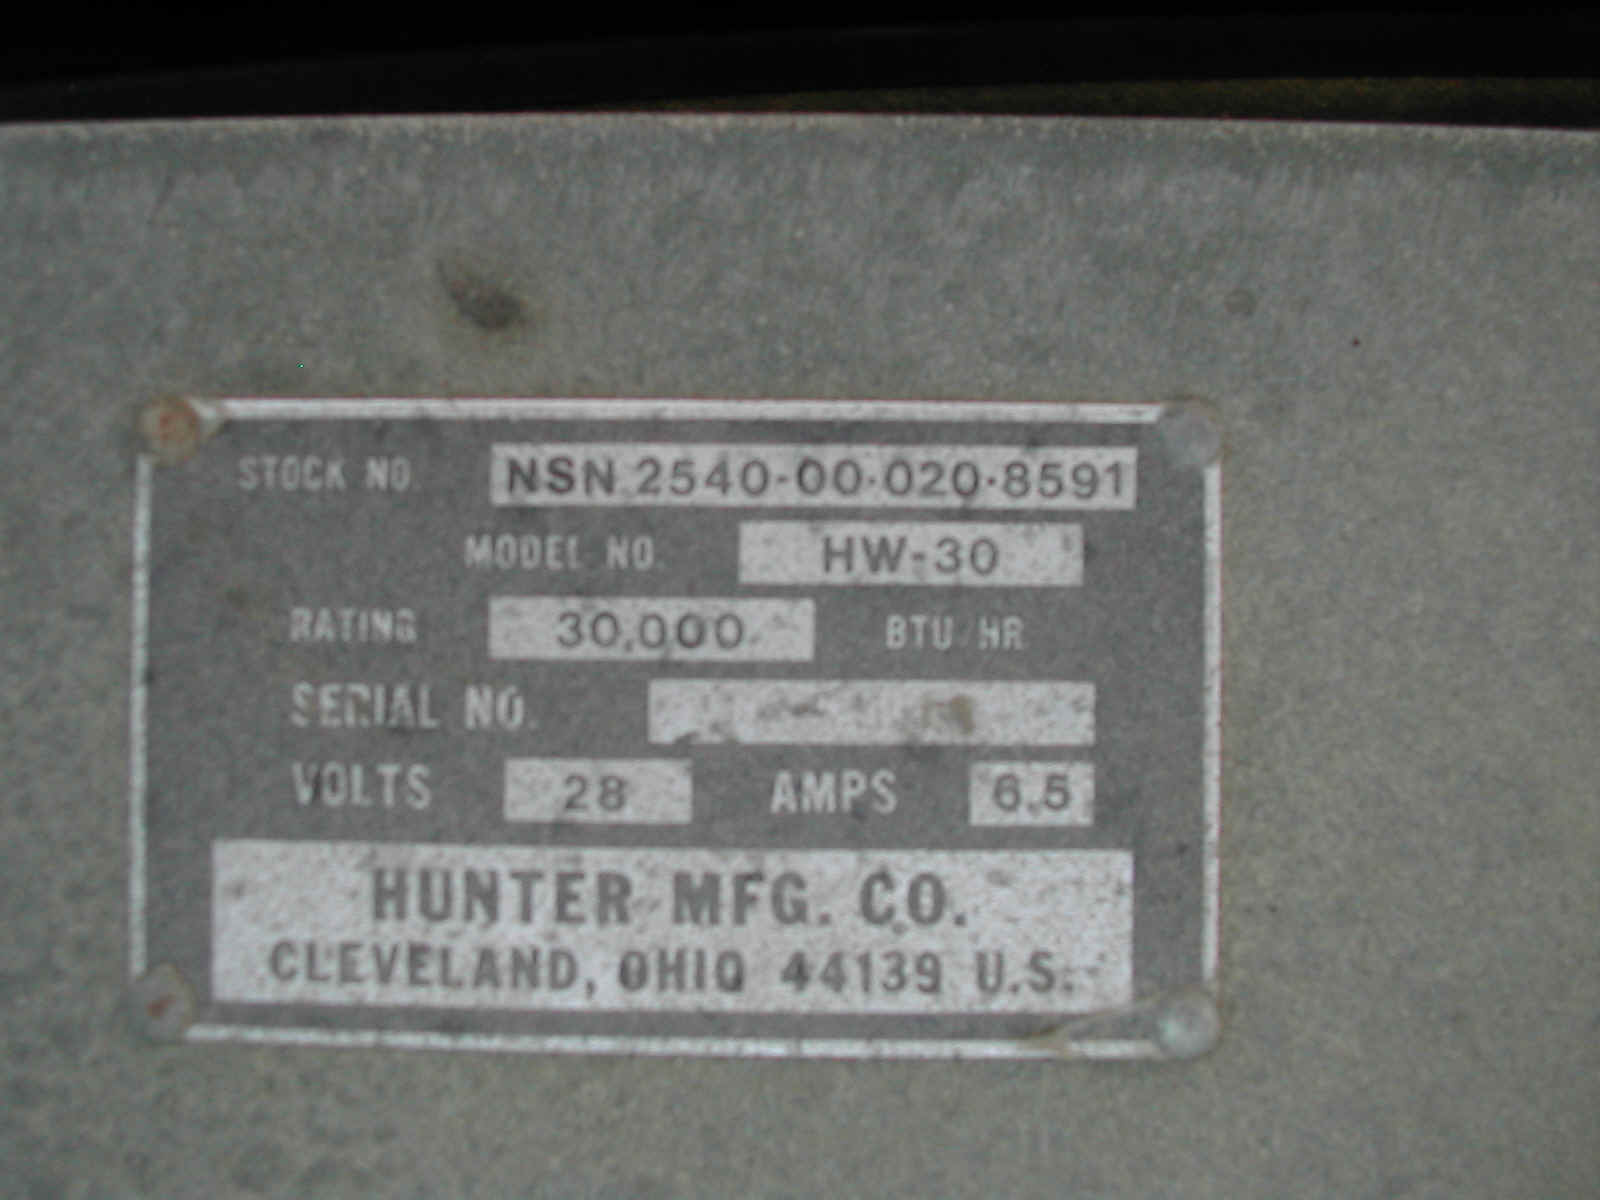 STOCK NO. NSN 2540-00-020-8591
MODEL NO. HW-30
RATING 30,000 BTU/HR
SERIAL NO.
VOLTS 28 AMPS 6.5
HUNTER MFG. CO.
CLEVELAND, OHIO 44139 U.S.